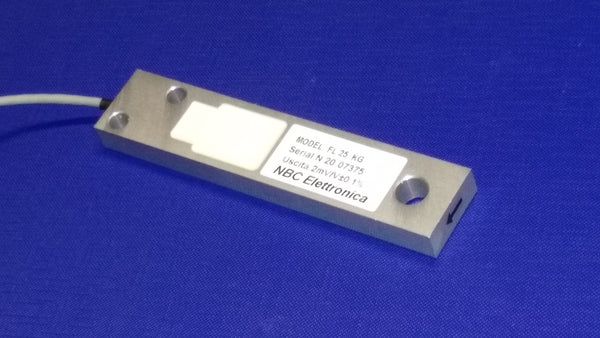 MODEL FL 25 KG
Serial N 20 07375
Uscita 2mV/V±0.1%
NBC Elettronica